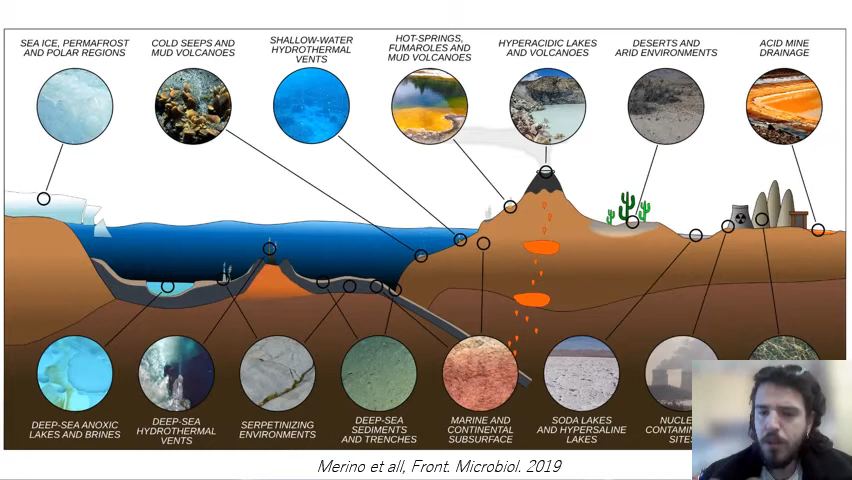 SEA ICE, PERMAFROST
AND POLAR REGIONS
COLD SEEPS AND
MUD VOLCANOES
SHALLOW-WATER
HYDROTHERMAL
VENTS
HOT-SPRINGS,
FUMAROLES AND
MUD VOLCANOES
HYPERACIDIC LAKES
AND VOLCANOES
DESERTS AND
ARID ENVIRONMENTS
ACID MINE
DRAINAGE
DEEP-SEA ANOXIC
LAKES AND BRINES
DEEP-SEA
HYDROTHERMAL
VENTS
SERPETINIZING
ENVIRONMENTS
DEEP-SEA
SEDIMENTS
AND TRENCHES
MARINE AND
CONTINENTAL
SUBSURFACE
SODA LAKES
AND HYPERSALINE
LAKES
Merino et all, Front. Microbiol. 2019